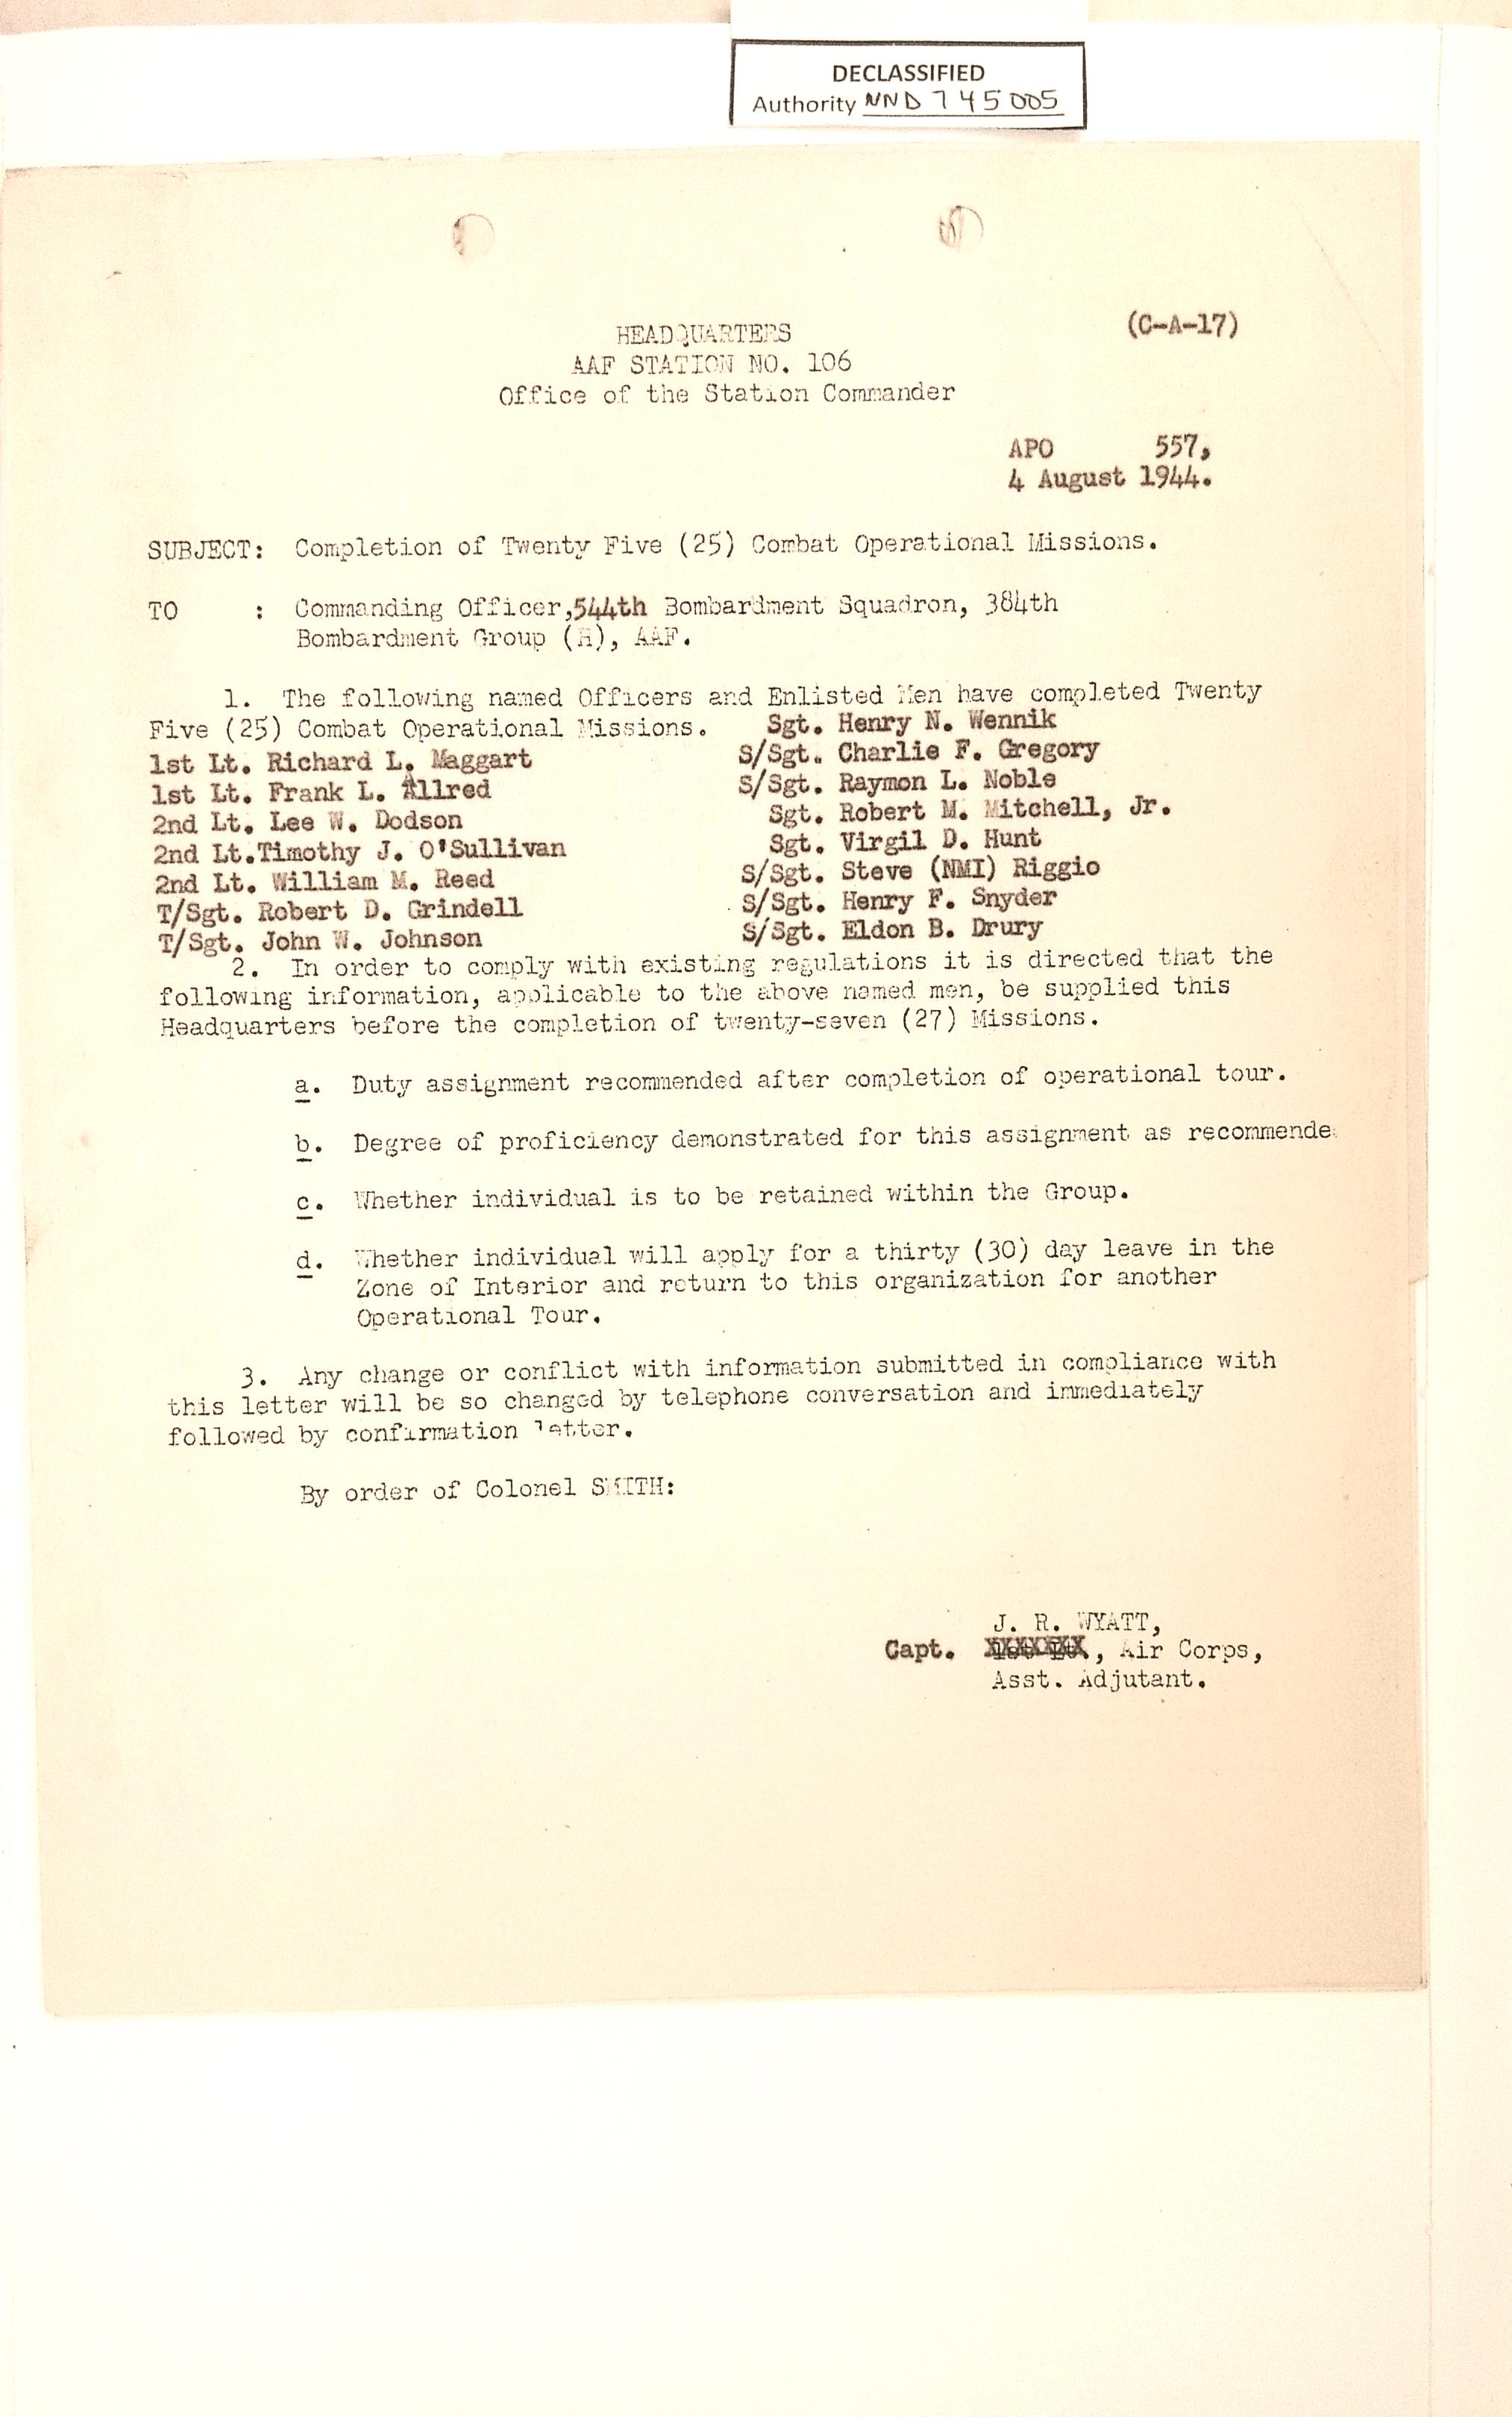 DECLASSIFIED
Authority NND 745005
(C-A-17)
HEADQUARTERS
AAF STATION NO. 106
Office of the Station Commander
APO 557,
4 August 1944.
SUBJECT: Completion of Twenty Five (25) Combat Operational Missions.
TO : Commanding Officer,544th Bombardment Squadron, 384th
Bombardment Group (H), AAF.
1. The following named Officers and Enlisted Men have completed Twenty
Five (25) Combat Operational Missions.
1st Lt. Richard L. Maggart
1st Lt. Frank L. Allred
2nd Lt. Lee W. Dodson
2nd Lt.Timothy J. O'Sullivan
2nd Lt. William M. Reed
T/Sgt. Robert D. Grindell
T/Sgt. John W. Johnson
Sgt. Henry N. Wennik
S/Sgt. Charlie F. Gregory
S/Sgt. Raymon L. Noble
Sgt. Robert M. Mitchell, Jr.
Sgt. Virgil D. Hunt
S/Sgt. Steve (NMI) Riggio
S/Sgt. Henry F. Snyder
S/Sgt. Eldon B. Drury
2. In order to comply with existing regulations it is directed that the
following information, applicable to the above named men, be supplied this
Headquarters before the completion of twenty-seven (27) Missions.
a. Duty assignment recommended after completion of operational tour.
b. Degree of proficiency demonstrated for this assignment as recommende
c. Whether individual is to be retained within the Group.
d. Whether individual will apply for a thirty (30) day leave in the
Zone of Interior and return to this organization for another
Operational Tour.
3. Any change or conflict with information submitted in compliance with
this letter will be so changed by telephone conversation and immediately
followed by confirmation letter.
By order of Colonel SMITH:
J. R. WYATT,
Capt. XXXXXXX, Air Corps,
Asst. Adjutant.